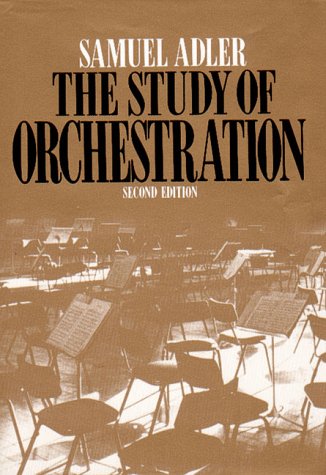 SAMUEL ADLER
THE STUDY OF
ORCHESTRATION
SECOND EDITION